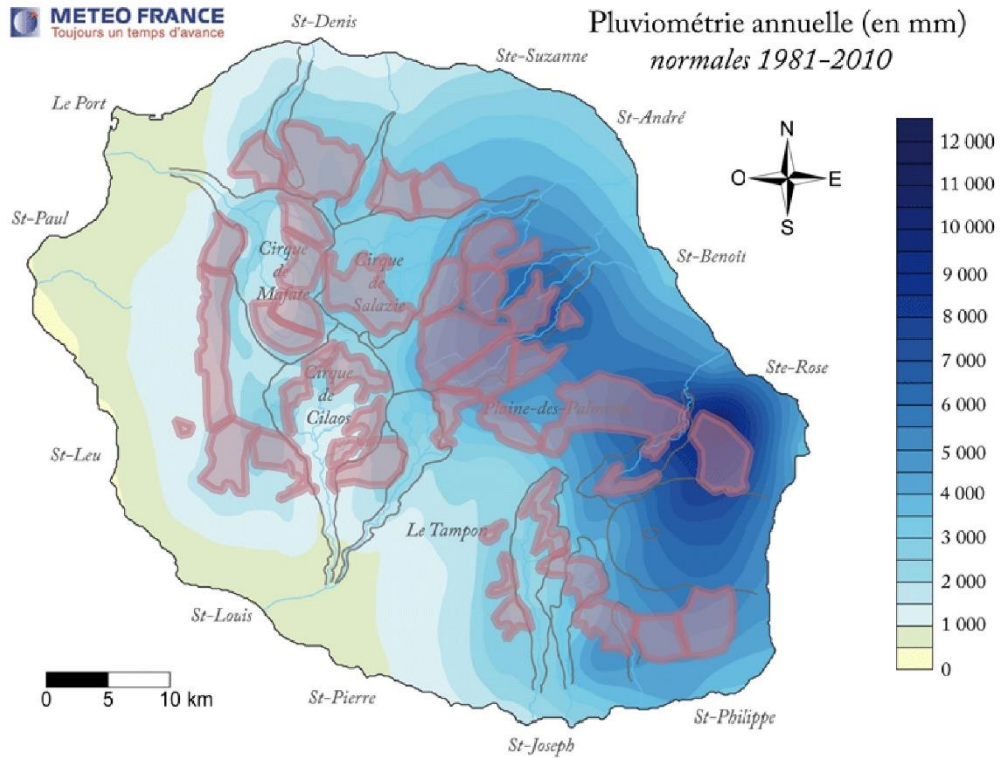 METEO FRANCE
Toujours un temps d'avance
Pluviométrie annuelle (en mm)
normales 1981-2010
St-Denis
Ste-Suzanne
Le Port
St-André
N
O
E
S
St-Paul
St-Benoît
Cirque
de
Mafate
Cirque
de
Salazie
Ste-Rose
Cirque
de
Cilaos
Plaine-des-Palmistes
St-Leu
Le Tampon
St-Louis
St-Pierre
St-Philippe
St-Joseph
12 000
11 000
10 000
9 000
8 000
7 000
6 000
5 000
4 000
3 000
2 000
1 000
0
0
5
10 km